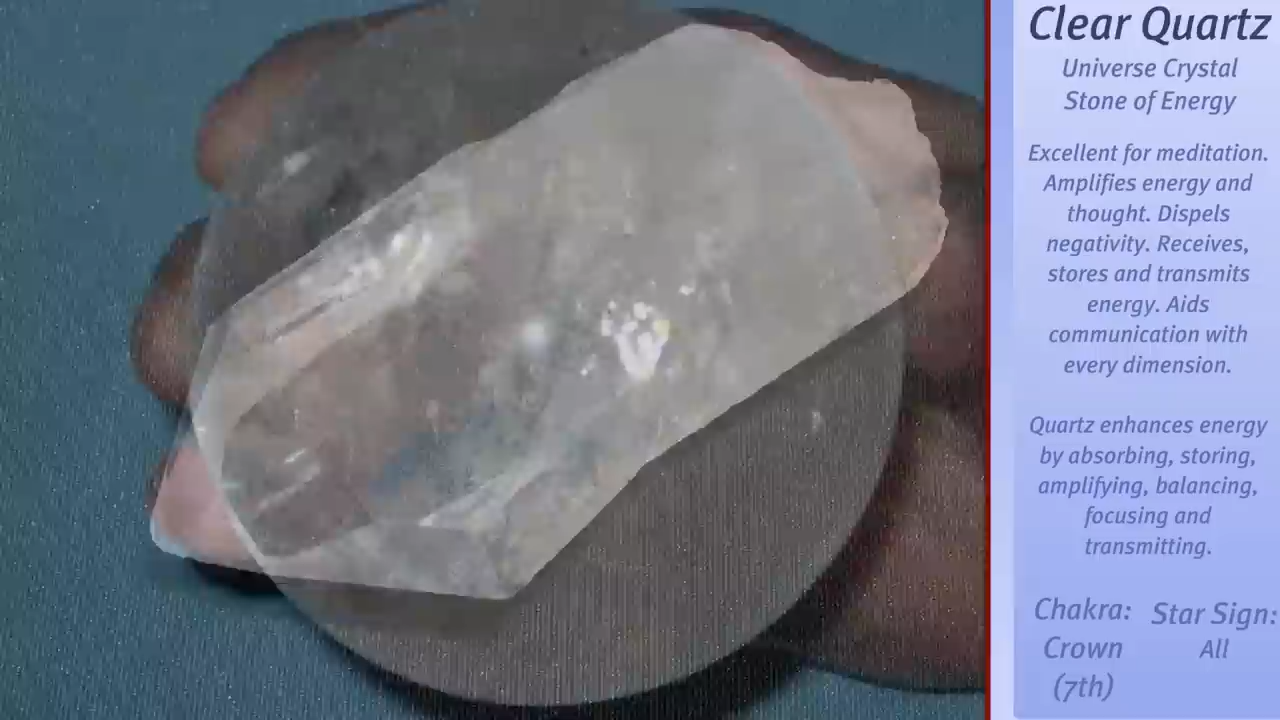 Clear Quartz
Universe Crystal
Stone of Energy
Excellent for meditation.
Amplifies energy and
thought. Dispels
negativity. Receives,
stores and transmits
energy. Aids
communication with
every dimension.
Quartz enhances energy
by absorbing, storing,
amplifying, balancing,
focusing and
transmitting.
Chakra: Star Sign:
Crown All
(7th)